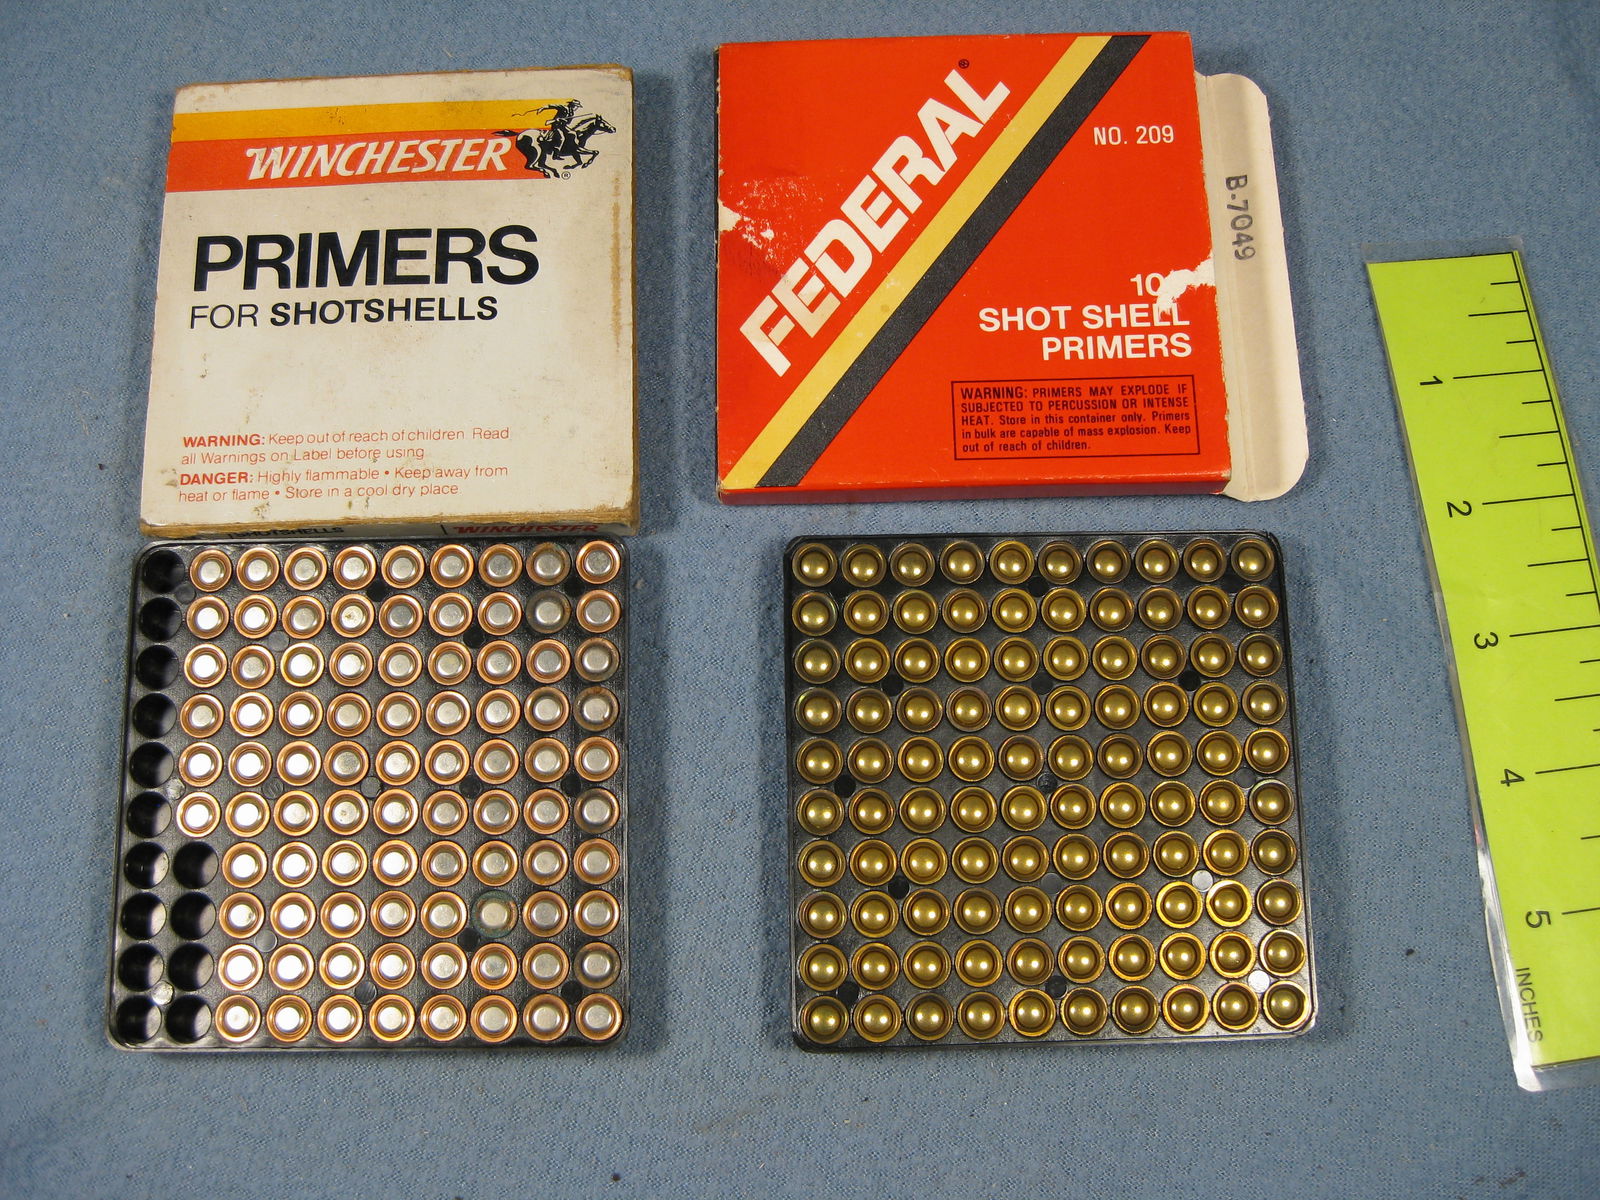 WINCHESTER
®
PRIMERS
FOR SHOTSHELLS
WARNING: Keep out of reach of children Read
all Warnings on Label before using
DANGER: Highly flammable • Keep away from
heat or flame • Store in a cool dry place
SHOTSHELLS
WINCHESTER
FEDERAL®
NO. 209
10
SHOT SHELL
PRIMERS
WARNING: PRIMERS MAY EXPLODE IF
SUBJECTED TO PERCUSSION OR INTENSE
HEAT. Store in this container only. Primers
in bulk are capable of mass explosion. Keep
out of reach of children.
B-7049
1
2
3
4
5
INCHES